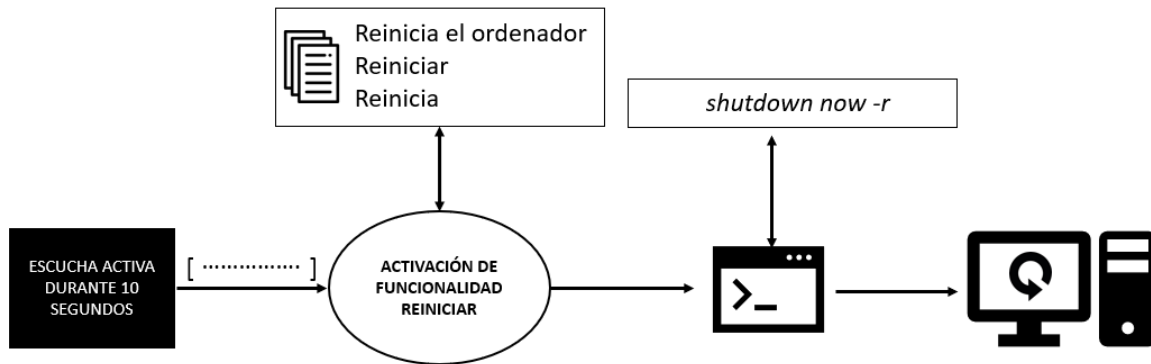 Reinicia el ordenador
Reiniciar
Reinicia
shutdown now -r
ESCUCHA ACTIVA
DURANTE 10
SEGUNDOS
[ ................ ]
ACTIVACIÓN DE
FUNCIONALIDAD
REINICIAR
>_